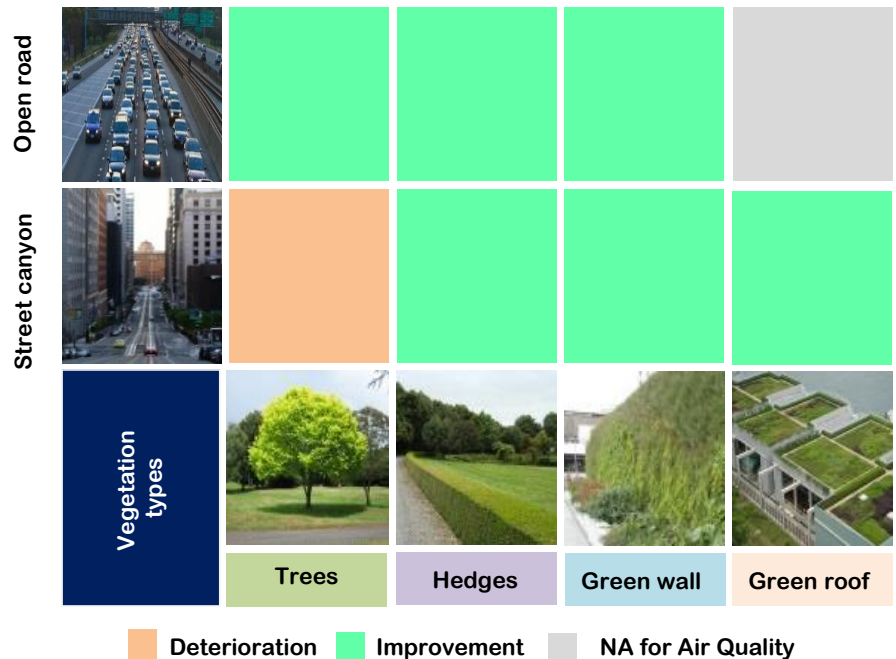 Open road
Street canyon
Vegetation
types
Trees
Hedges
Green wall
Green roof
Deterioration
Improvement
NA for Air Quality